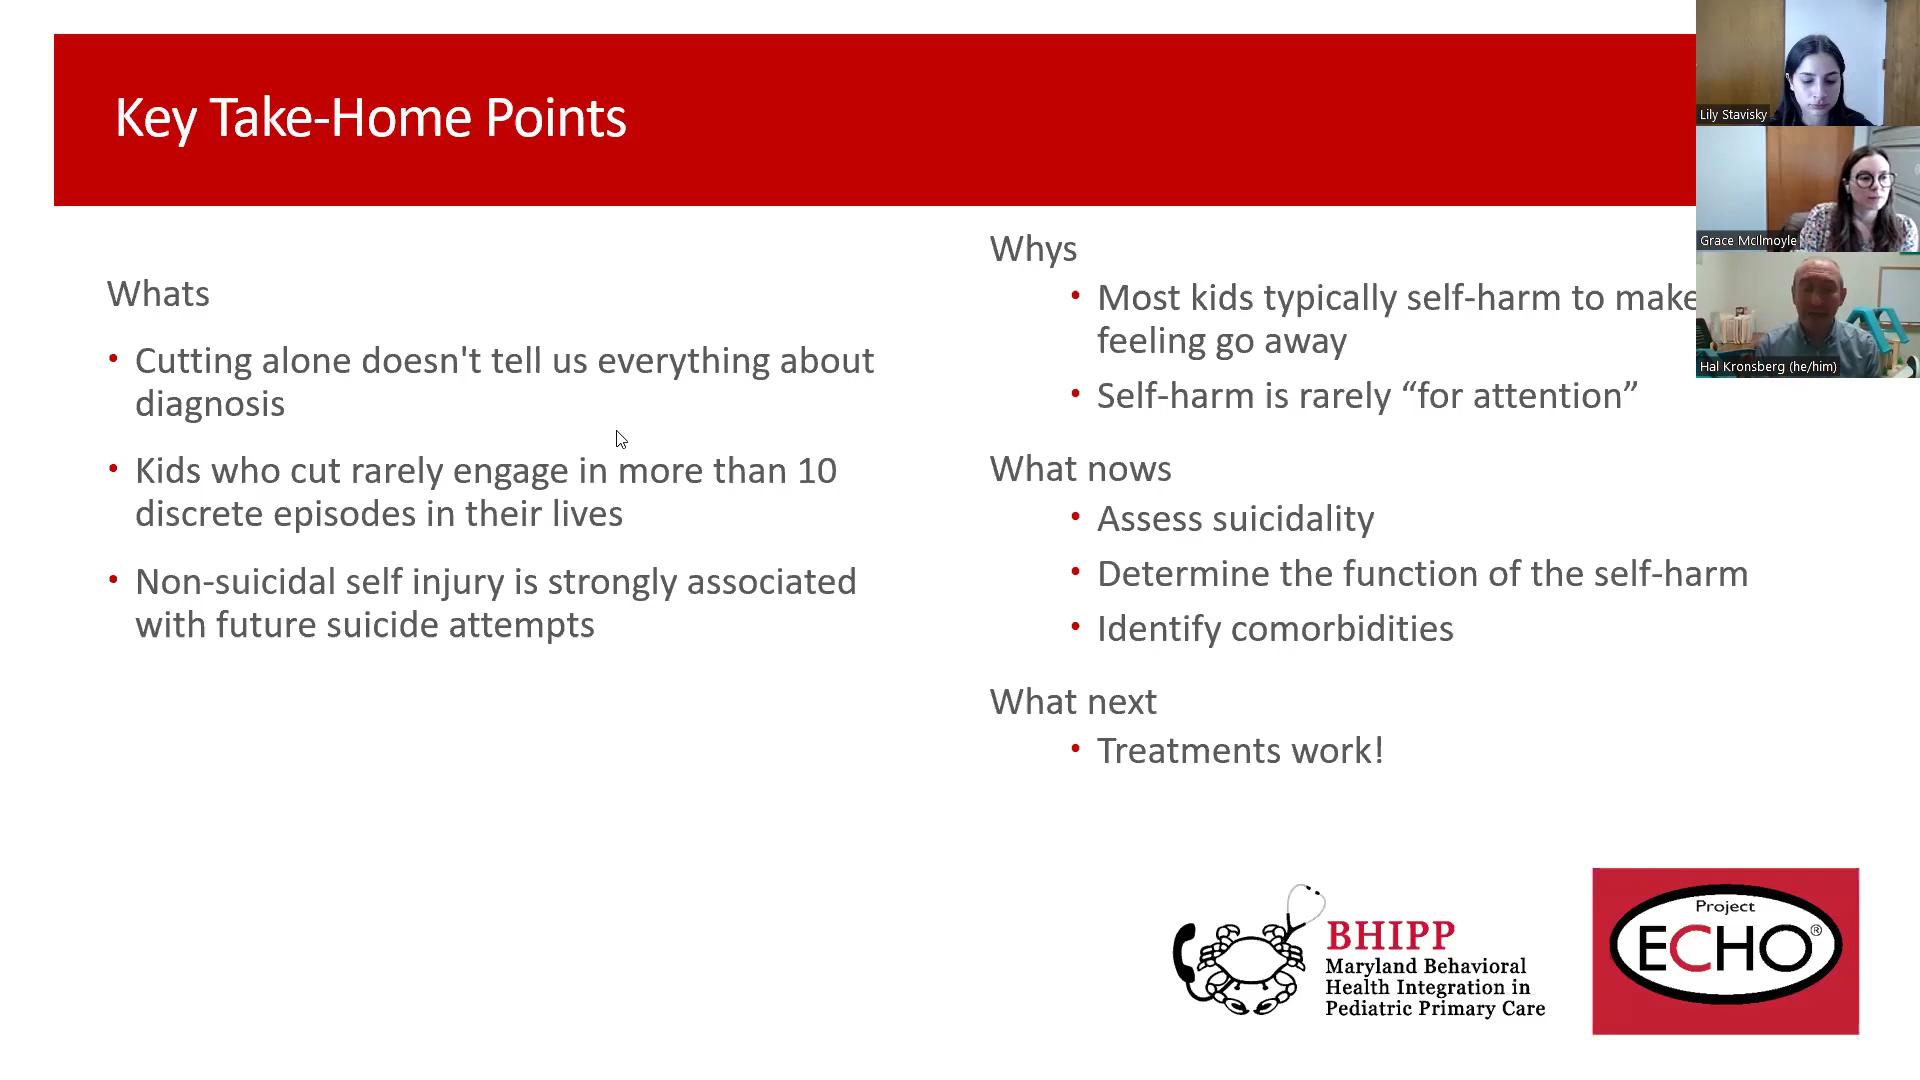 Key Take-Home Points
Whats
• Cutting alone doesn't tell us everything about
diagnosis
• Kids who cut rarely engage in more than 10
discrete episodes in their lives
• Non-suicidal self injury is strongly associated
with future suicide attempts
Whys
• Most kids typically self-harm to make
feeling go away
• Self-harm is rarely “for attention”
What nows
• Assess suicidality
• Determine the function of the self-harm
• Identify comorbidities
What next
• Treatments work!
Lily Stavisky
Grace McIlmoyle
Hal Kronsberg (he/him)
BHIPP
Maryland Behavioral
Health Integration in
Pediatric Primary Care
Project
ECHO®